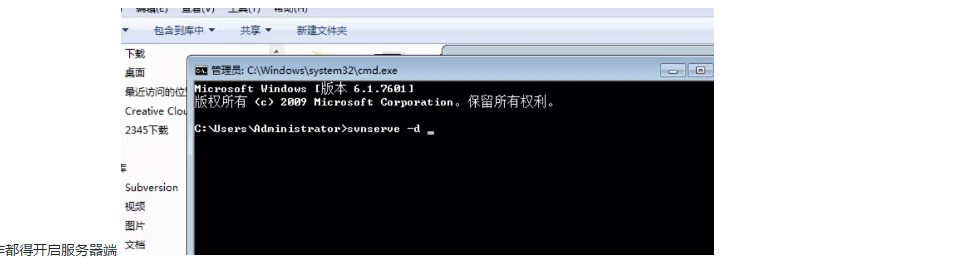 编辑(E) 查看(V) 工具(T) 帮助(H)
包含到库中 共享 新建文件夹
下载
桌面
最近访问的位
Creative Clou
2345下载
库
Subversion
视频
图片
文档
管理员: C:\Windows\system32\cmd.exe
Microsoft Windows [版本 6.1.7601]
版权所有 (c) 2009 Microsoft Corporation。保留所有权利。
C:\Users\Administrator>svnserve -d _
都得开启服务器端